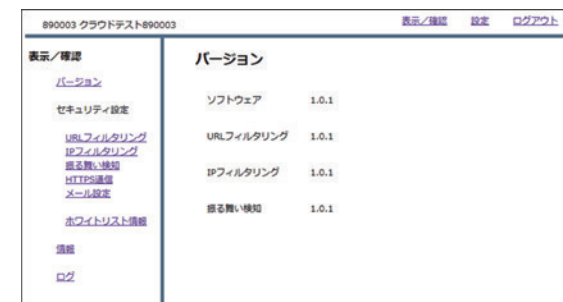 890003 クラウドテスト890003
表示／確認 設定 ログアウト
表示／確認
バージョン
セキュリティ設定
URLフィルタリング
IPフィルタリング
振る舞い検知
HTTPS通信
メール設定
ホワイトリスト情報
情報
ログ
バージョン
ソフトウェア 1.0.1
URLフィルタリング 1.0.1
IPフィルタリング 1.0.1
振る舞い検知 1.0.1